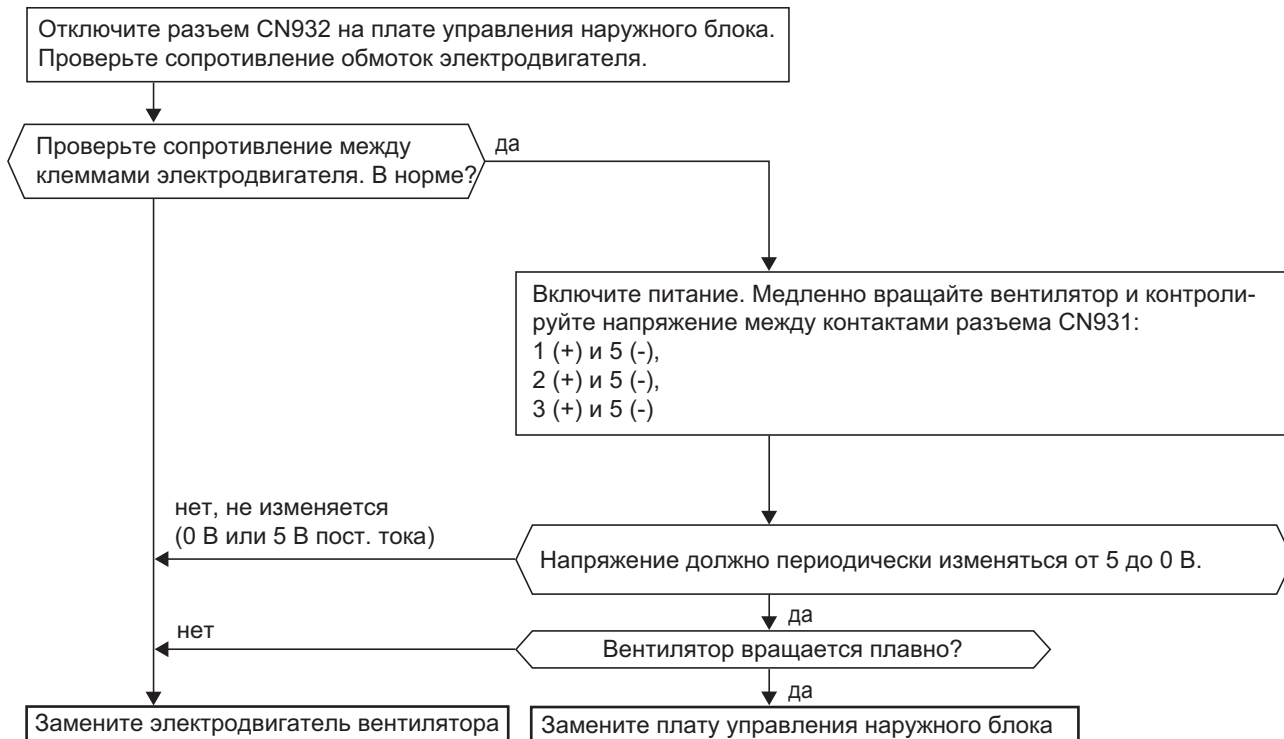 Отключите разъем CN932 на плате управления наружного блока.
Проверьте сопротивление обмоток электродвигателя.
Проверьте сопротивление между
клеммами электродвигателя. В норме?
да
Включите питание. Медленно вращайте вентилятор и контроли-
руйте напряжение между контактами разъема CN931:
1 (+) и 5 (-),
2 (+) и 5 (-),
3 (+) и 5 (-)
нет, не изменяется
(0 В или 5 В пост. тока)
Напряжение должно периодически изменяться от 5 до 0 В.
да
нет
Вентилятор вращается плавно?
да
Замените электродвигатель вентилятора
Замените плату управления наружного блока